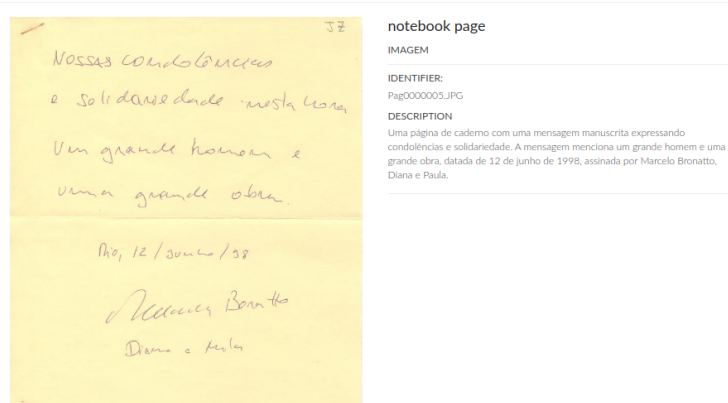 JZ
Nossas condolências
e solidariedade nesta hora
Um grande homem e
uma grande obra.
Rio, 12/junho/98
Bonatto
Diana e
notebook page
IMAGEM
IDENTIFIER:
Pag0000005.JPG
DESCRIPTION
Uma página de caderno com uma mensagem manuscrita expressando
condolências e solidariedade. A mensagem menciona um grande homem e uma
grande obra, datada de 12 de junho de 1998, assinada por Marcelo Bronatto,
Diana e Paula.